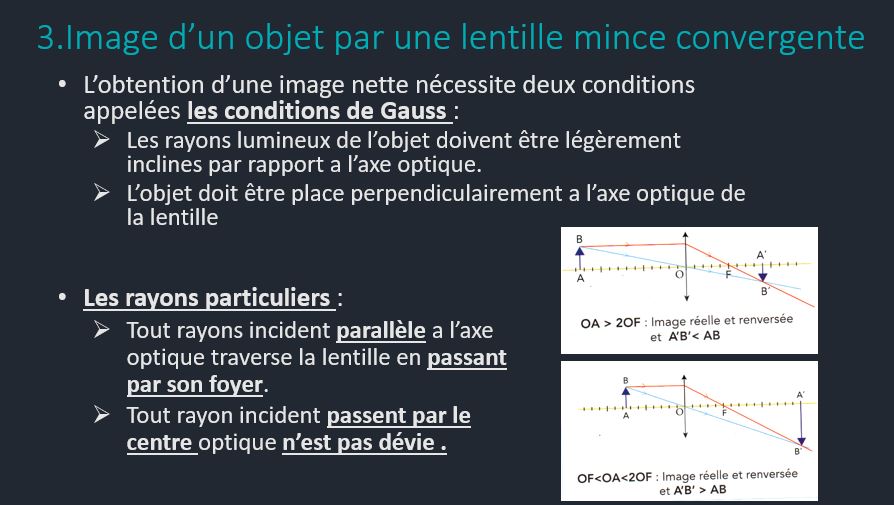 3.Image d’un objet par une lentille mince convergente
• L’obtention d’une image nette nécessite deux conditions
appelées les conditions de Gauss :
➢ Les rayons lumineux de l’objet doivent être légèrement
inclines par rapport a l’axe optique.
➢ L’objet doit être place perpendiculairement a l’axe optique de
la lentille
B
A
O
F
A’
B’
OA > 2OF : Image réelle et renversée
et A’B’< AB
• Les rayons particuliers :
➢ Tout rayons incident parallèle a l’axe
optique traverse la lentille en passant
par son foyer.
➢ Tout rayon incident passent par le
centre optique n’est pas dévie .
B
A
O
F
A’
B’
OF<OA<2OF : Image réelle et renversée
et A’B’ > AB